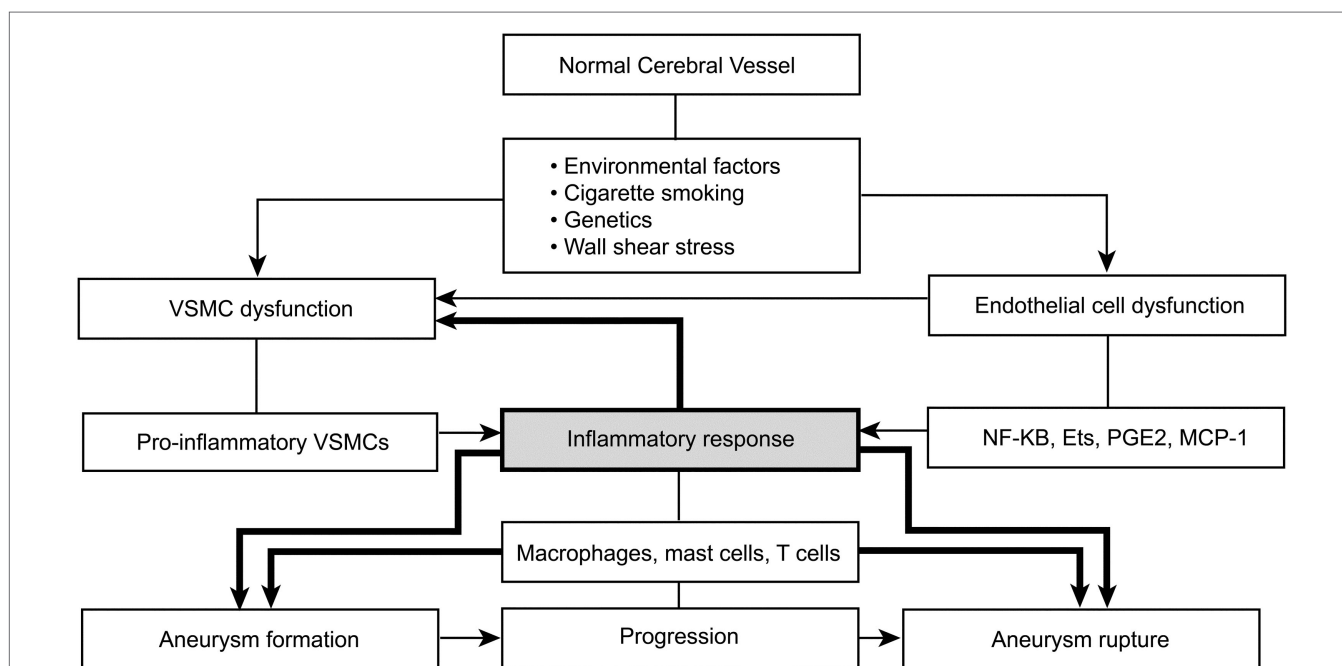 Normal Cerebral Vessel
• Environmental factors
• Cigarette smoking
• Genetics
• Wall shear stress
VSMC dysfunction
Endothelial cell dysfunction
Pro-inflammatory VSMCs
Inflammatory response
NF-KB, Ets, PGE2, MCP-1
Macrophages, mast cells, T cells
Aneurysm formation
Progression
Aneurysm rupture